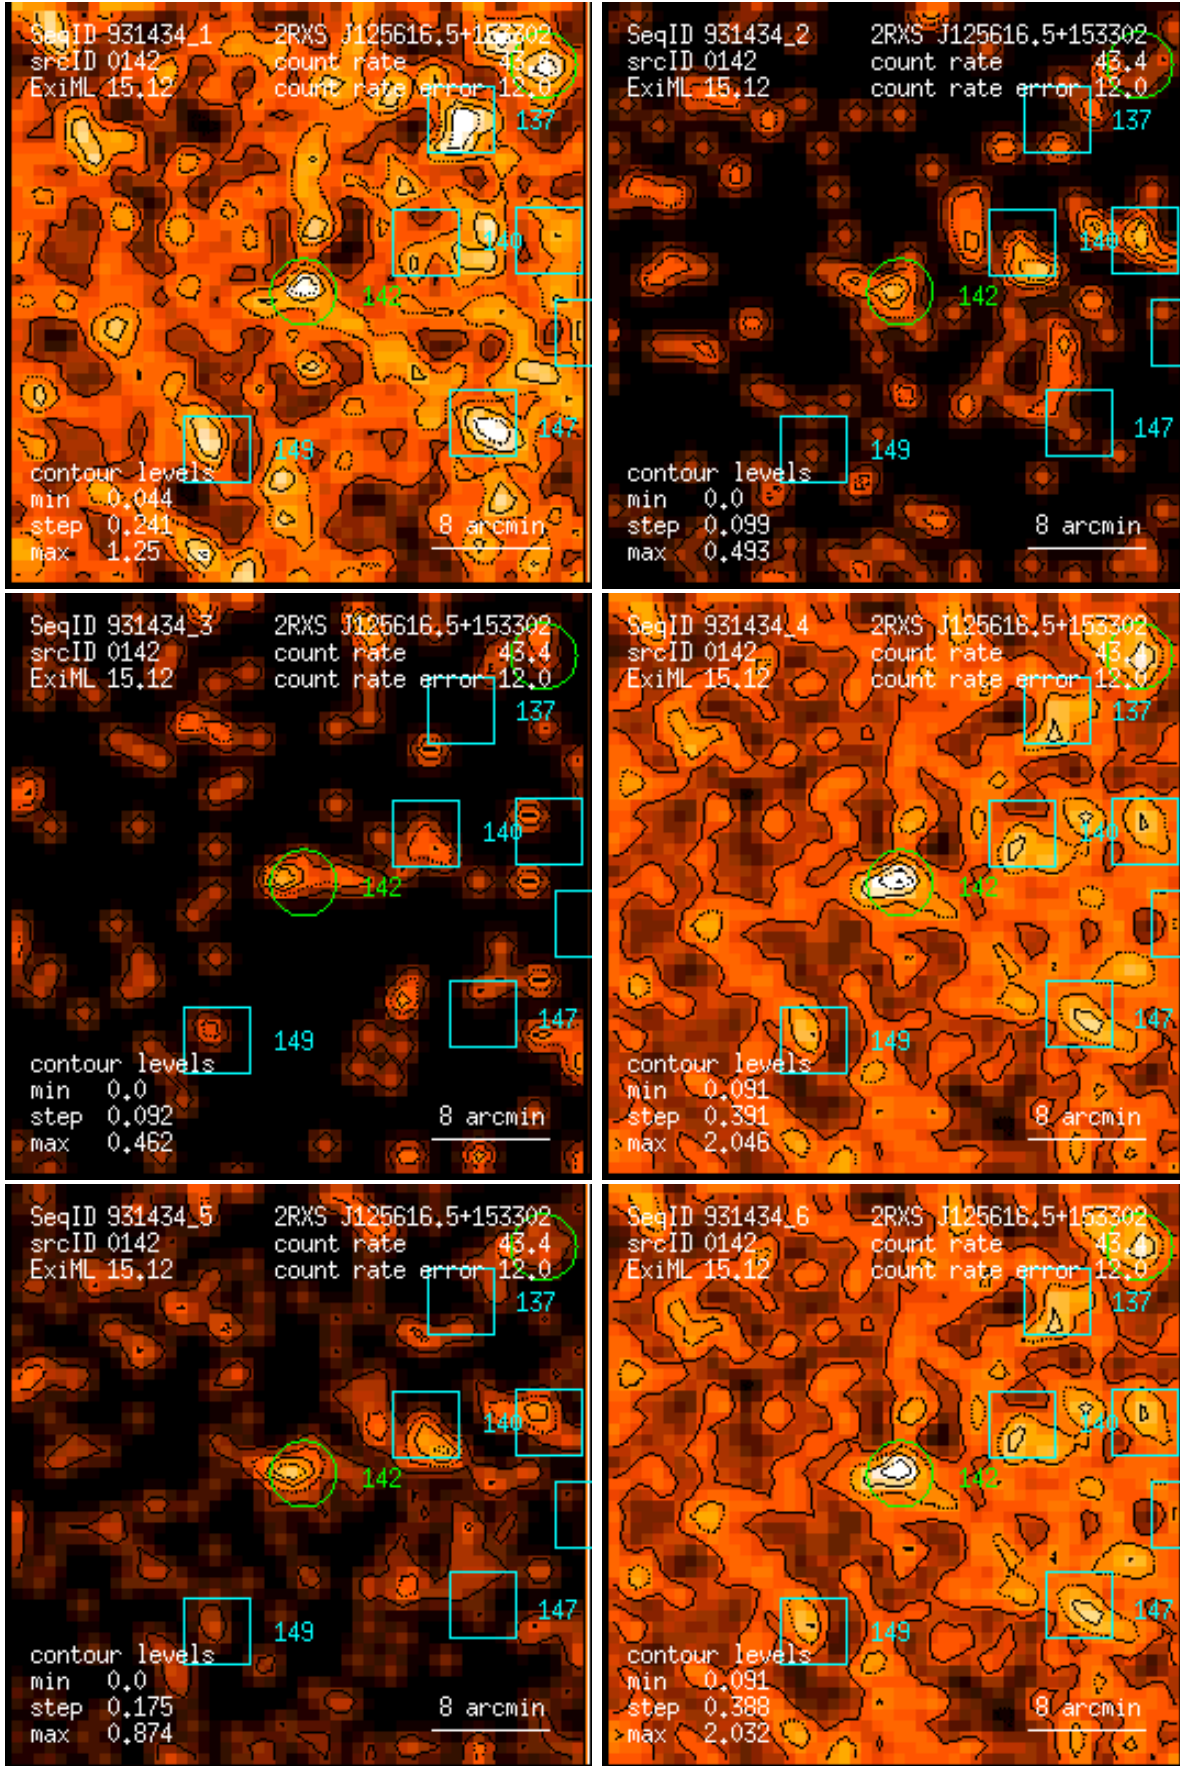 SeqID 931434_1 2RXS J125616.5+153302
srcID 0142 count rate 43.4
ExiML 15.12 count rate error 12.0
137
140
142
147
149
contour levels
min 0.044
step 0.241
max 1.25
8 arcmin
SeqID 931434_2 2RXS J125616.5+153302
srcID 0142 count rate 43.4
ExiML 15.12 count rate error 12.0
137
140
142
147
149
contour levels
min 0.0
step 0.099
max 0.493
8 arcmin
SeqID 931434_3 2RXS J125616.5+153302
srcID 0142 count rate 43.4
ExiML 15.12 count rate error 12.0
137
140
142
147
149
contour levels
min 0.0
step 0.092
max 0.462
8 arcmin
SeqID 931434_4 2RXS J125616.5+153302
srcID 0142 count rate 43.4
ExiML 15.12 count rate error 12.0
137
140
142
147
149
contour levels
min 0.091
step 0.391
max 2.046
8 arcmin
SeqID 931434_5 2RXS J125616.5+153302
srcID 0142 count rate 43.4
ExiML 15.12 count rate error 12.0
137
140
142
147
149
contour levels
min 0.0
step 0.175
max 0.874
8 arcmin
SeqID 931434_6 2RXS J125616.5+153302
srcID 0142 count rate 43.4
ExiML 15.12 count rate error 12.0
137
140
142
147
149
contour levels
min 0.091
step 0.388
max 2.032
8 arcmin